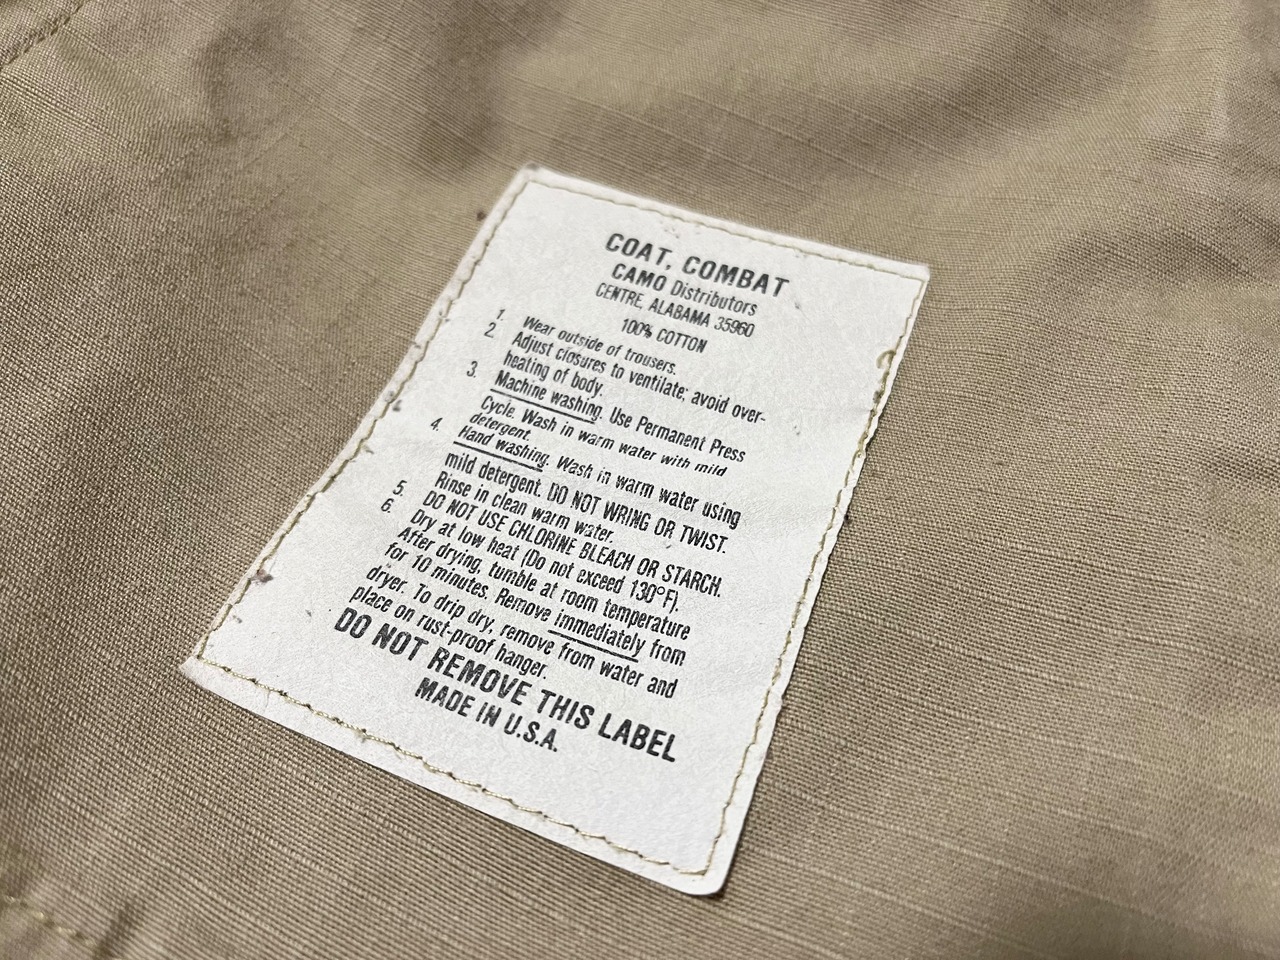 COAT, COMBAT
CAMO Distributors
CENTRE, ALABAMA 35960
100% COTTON
1. Wear outside of trousers.
2. Adjust closures to ventilate; avoid over-
heating of body.
3. Machine washing. Use Permanent Press
Cycle. Wash in warm water with mild
detergent.
4. Hand washing. Wash in warm water using
mild detergent. DO NOT WRING OR TWIST.
Rinse in clean warm water.
5. DO NOT USE CHLORINE BLEACH OR STARCH.
6. Dry at low heat (Do not exceed 130°F).
After drying, tumble at room temperature
for 10 minutes. Remove immediately from
dryer. To drip dry, remove from water and
place on rust-proof hanger.
DO NOT REMOVE THIS LABEL
MADE IN U.S.A.